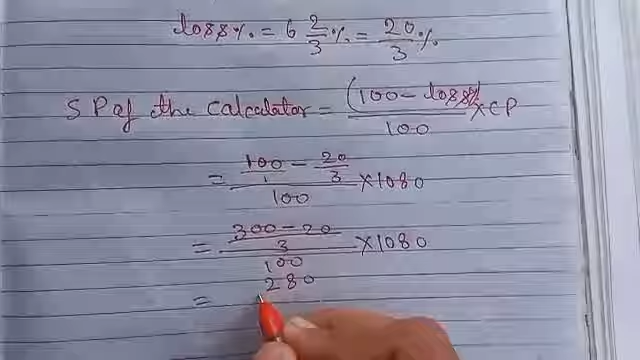 loss% = 6 2/3 % = 20/3 %
S P of the Calculator = (100 - loss%)/100 × CP
= (100/1 - 20/3)/100 × 1080
= ((300 - 20)/3)/100 × 1080
= 280